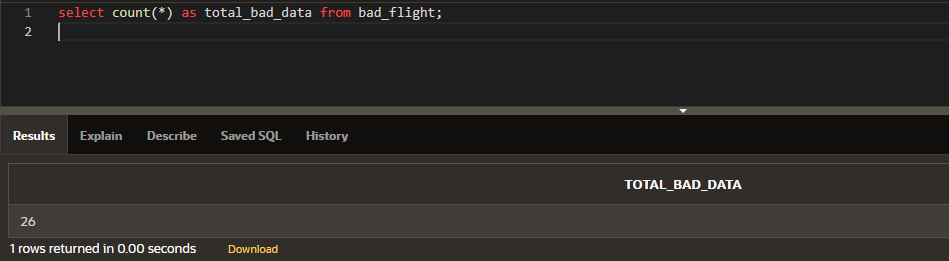 1 select count(*) as total_bad_data from bad_flight;
2
Results Explain Describe Saved SQL History
TOTAL_BAD_DATA
26
1 rows returned in 0.00 seconds Download